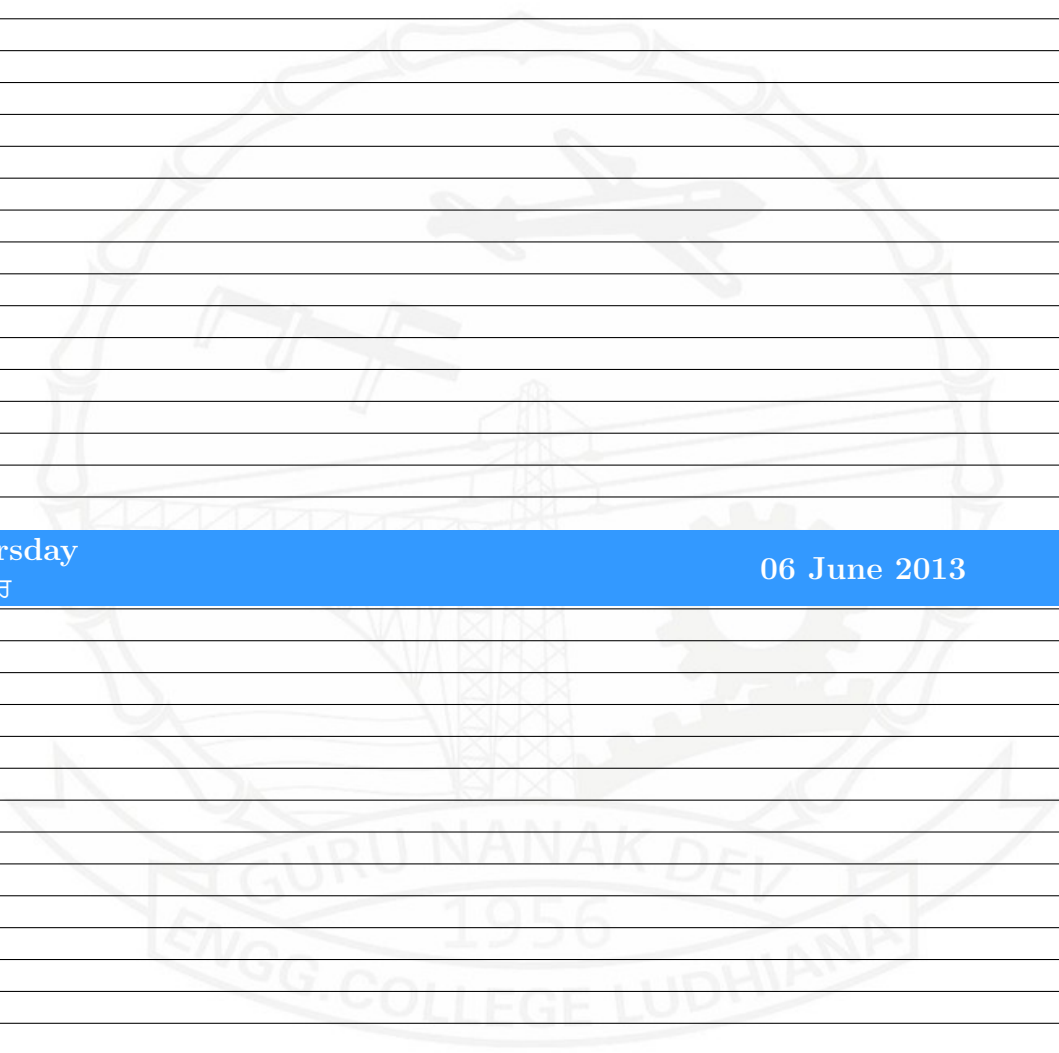 rsday
ਰ
06 June 2013
GURU NANAK DEV
1956
ENGG.COLLEGE LUDHIANA